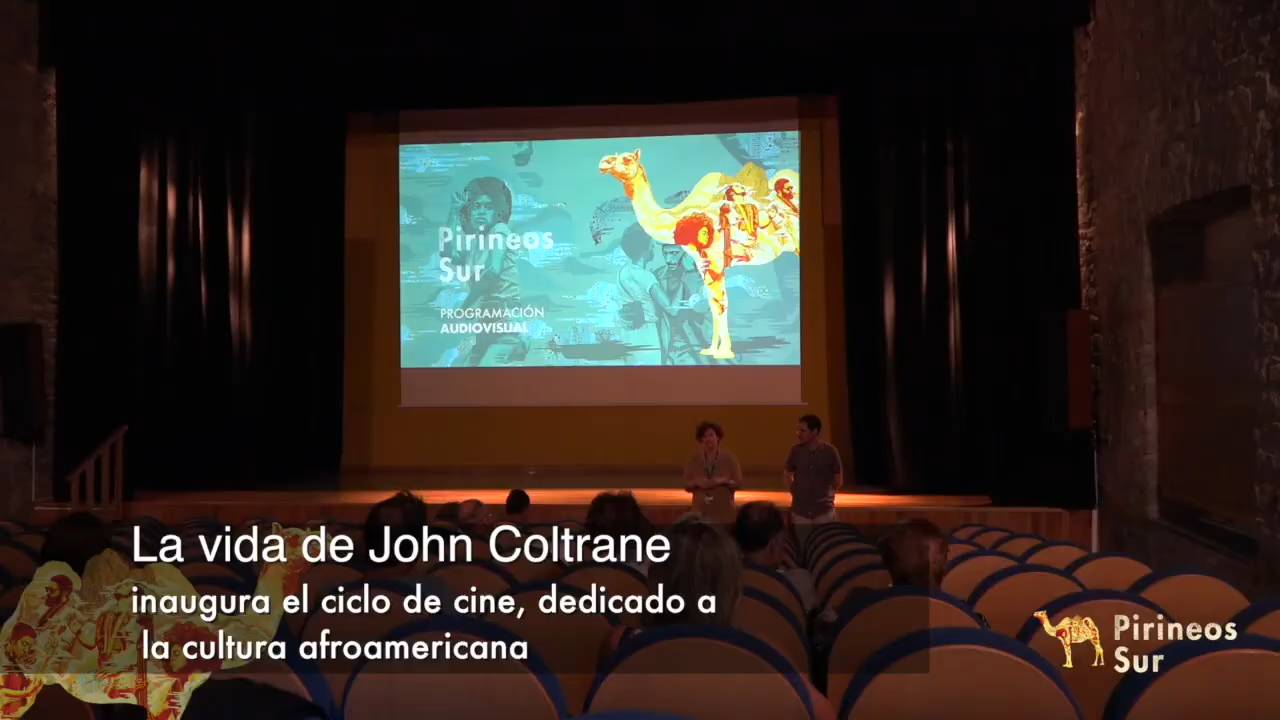 Pirineos
Sur
PROGRAMACIÓN
AUDIOVISUAL
La vida de John Coltrane
inaugura el ciclo de cine, dedicado a
la cultura afroamericana
Pirineos
Sur